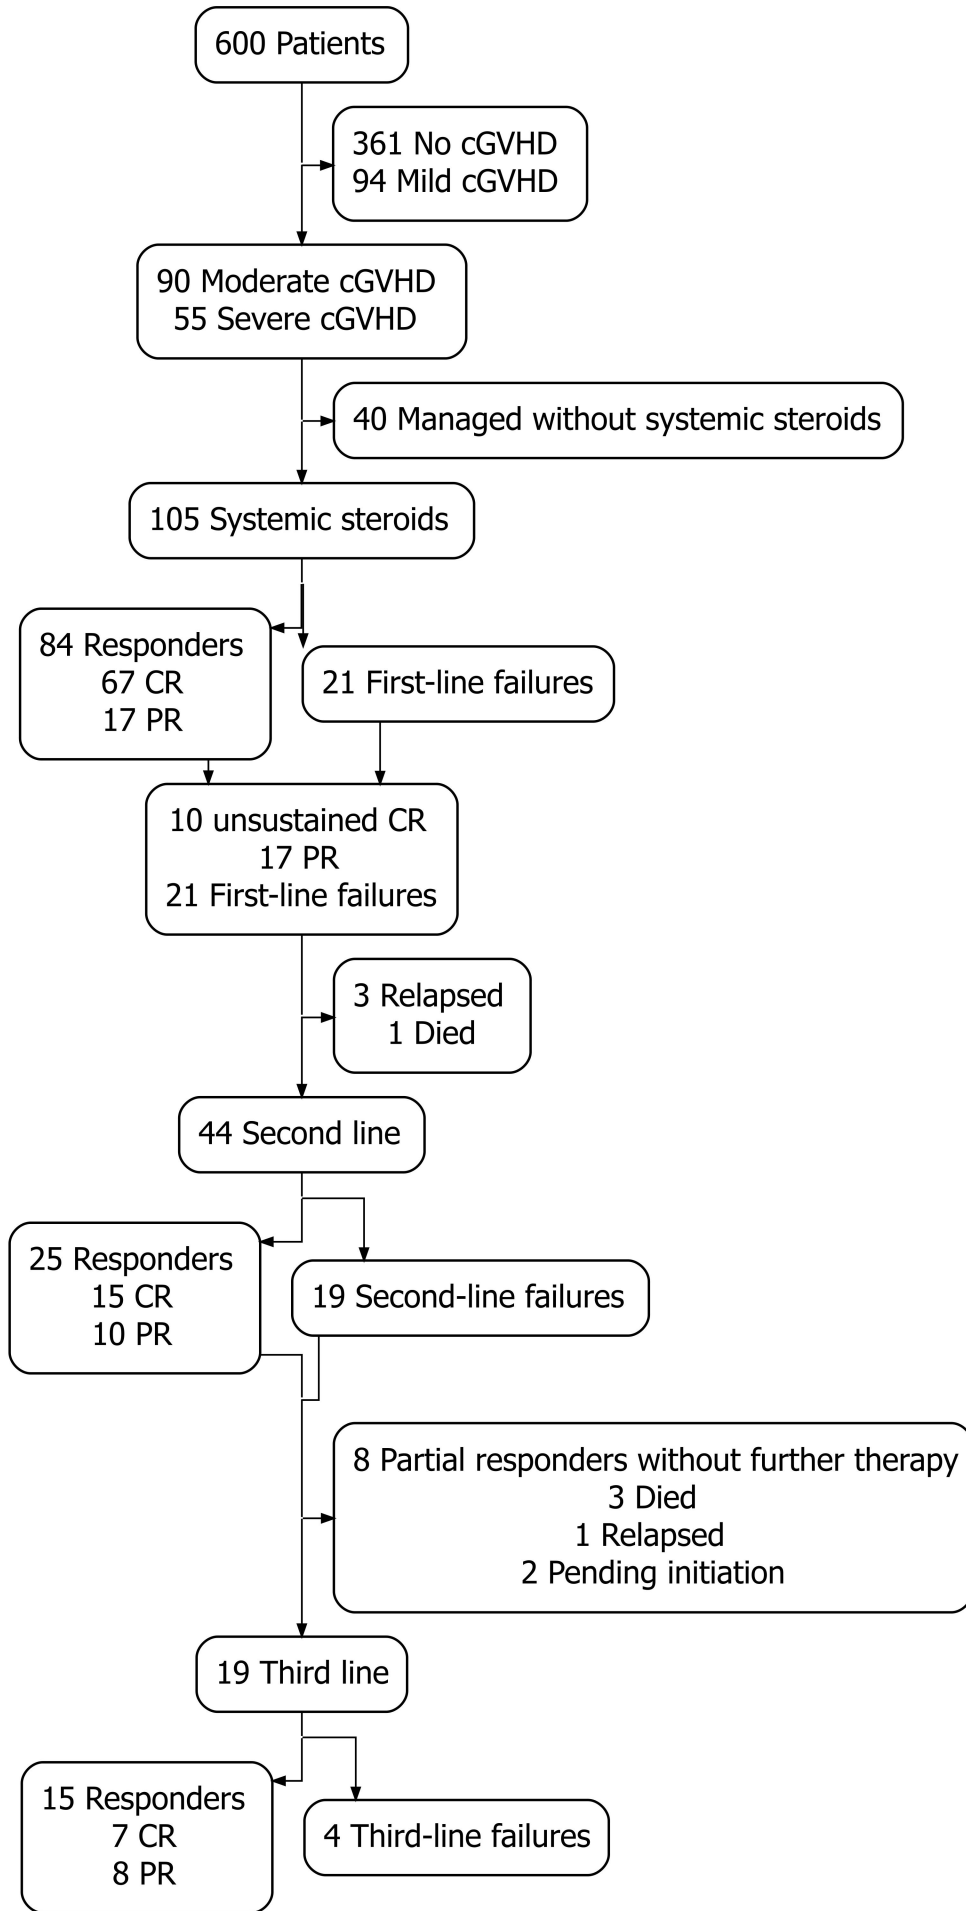 600 Patients
361 No cGVHD
94 Mild cGVHD
90 Moderate cGVHD
55 Severe cGVHD
40 Managed without systemic steroids
105 Systemic steroids
84 Responders
67 CR
17 PR
21 First-line failures
10 unsustained CR
17 PR
21 First-line failures
3 Relapsed
1 Died
44 Second line
25 Responders
15 CR
10 PR
19 Second-line failures
8 Partial responders without further therapy
3 Died
1 Relapsed
2 Pending initiation
19 Third line
15 Responders
7 CR
8 PR
4 Third-line failures